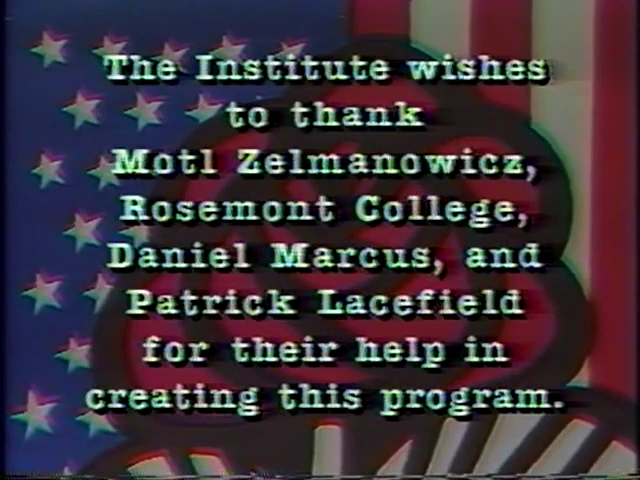 The Institute wishes
to thank
Motl Zelmanowicz,
Rosemont College,
Daniel Marcus, and
Patrick Lacefield
for their help in
creating this program.